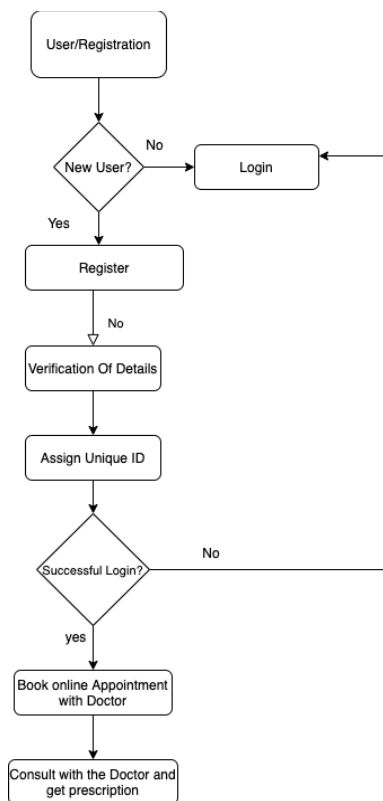 User/Registration
New User?
No
Login
Yes
Register
No
Verification Of Details
Assign Unique ID
Successful Login?
No
yes
Book online Appointment
with Doctor
Consult with the Doctor and
get prescription